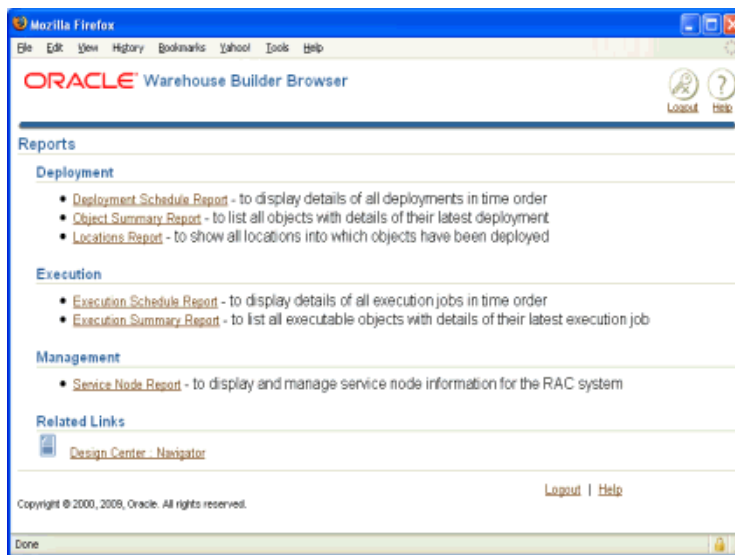 Mozilla Firefox
File Edit View History Bookmarks Yahoo! Tools Help
ORACLE Warehouse Builder Browser
Logout Help
Reports
Deployment
Deployment Schedule Report - to display details of all deployments in time order
Object Summary Report - to list all objects with details of their latest deployment
Locations Report - to show all locations into which objects have been deployed
Execution
Execution Schedule Report - to display details of all execution jobs in time order
Execution Summary Report - to list all executable objects with details of their latest execution job
Management
Service Node Report - to display and manage service node information for the RAC system
Related Links
Design Center : Navigator
Logout | Help
Copyright © 2000, 2009, Oracle. All rights reserved.
Done